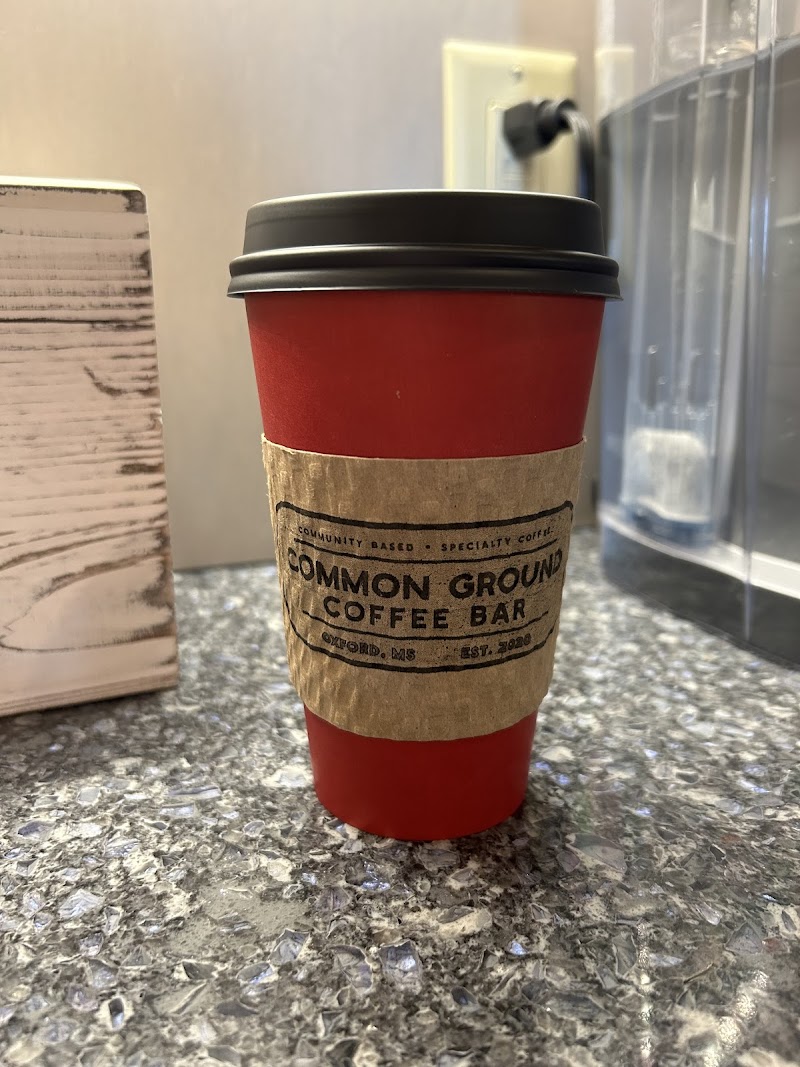 COMMUNITY BASED • SPECIALTY COFFEE
COMMON GROUND
COFFEE BAR
OXFORD, MS EST. 2020